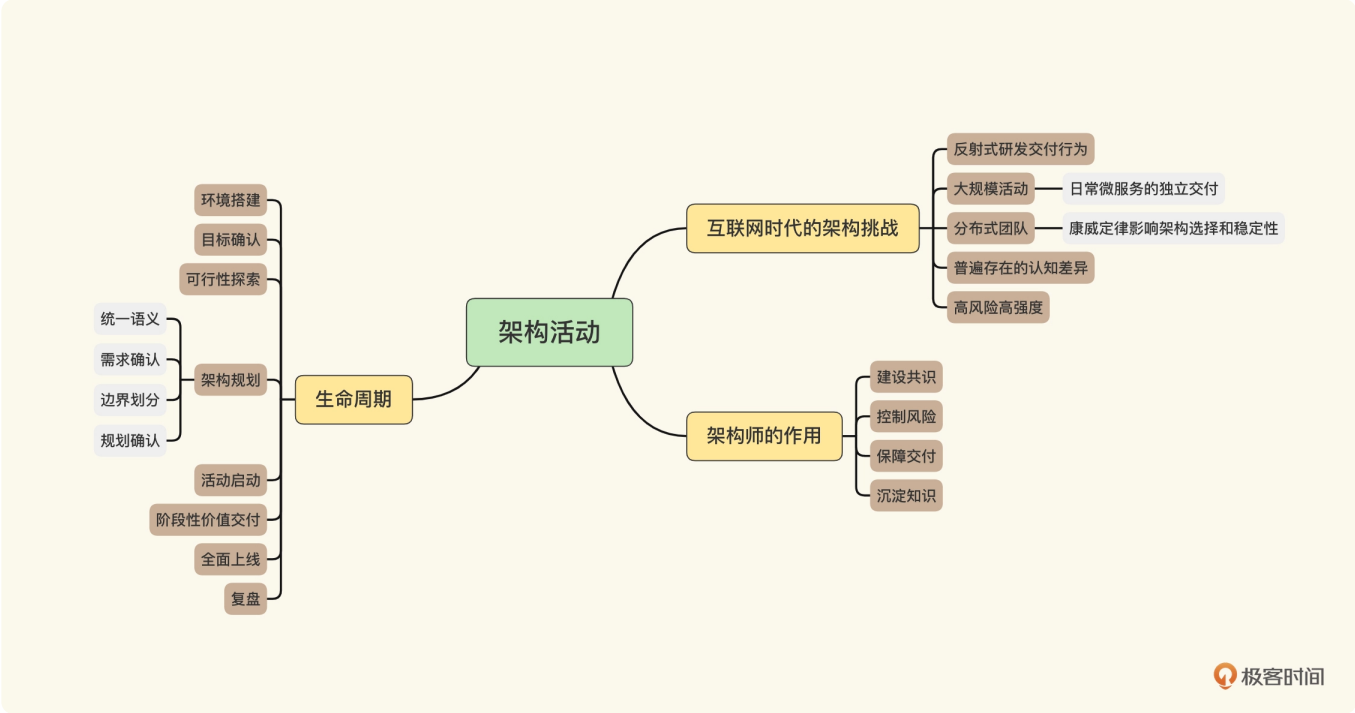 架构活动
互联网时代的架构挑战
反射式研发交付行为
大规模活动
日常微服务的独立交付
分布式团队
康威定律影响架构选择和稳定性
普遍存在的认知差异
高风险高强度
架构师的作用
建设共识
控制风险
保障交付
沉淀知识
生命周期
环境搭建
目标确认
可行性探索
架构规划
统一语义
需求确认
边界划分
规划确认
活动启动
阶段性价值交付
全面上线
复盘
极客时间